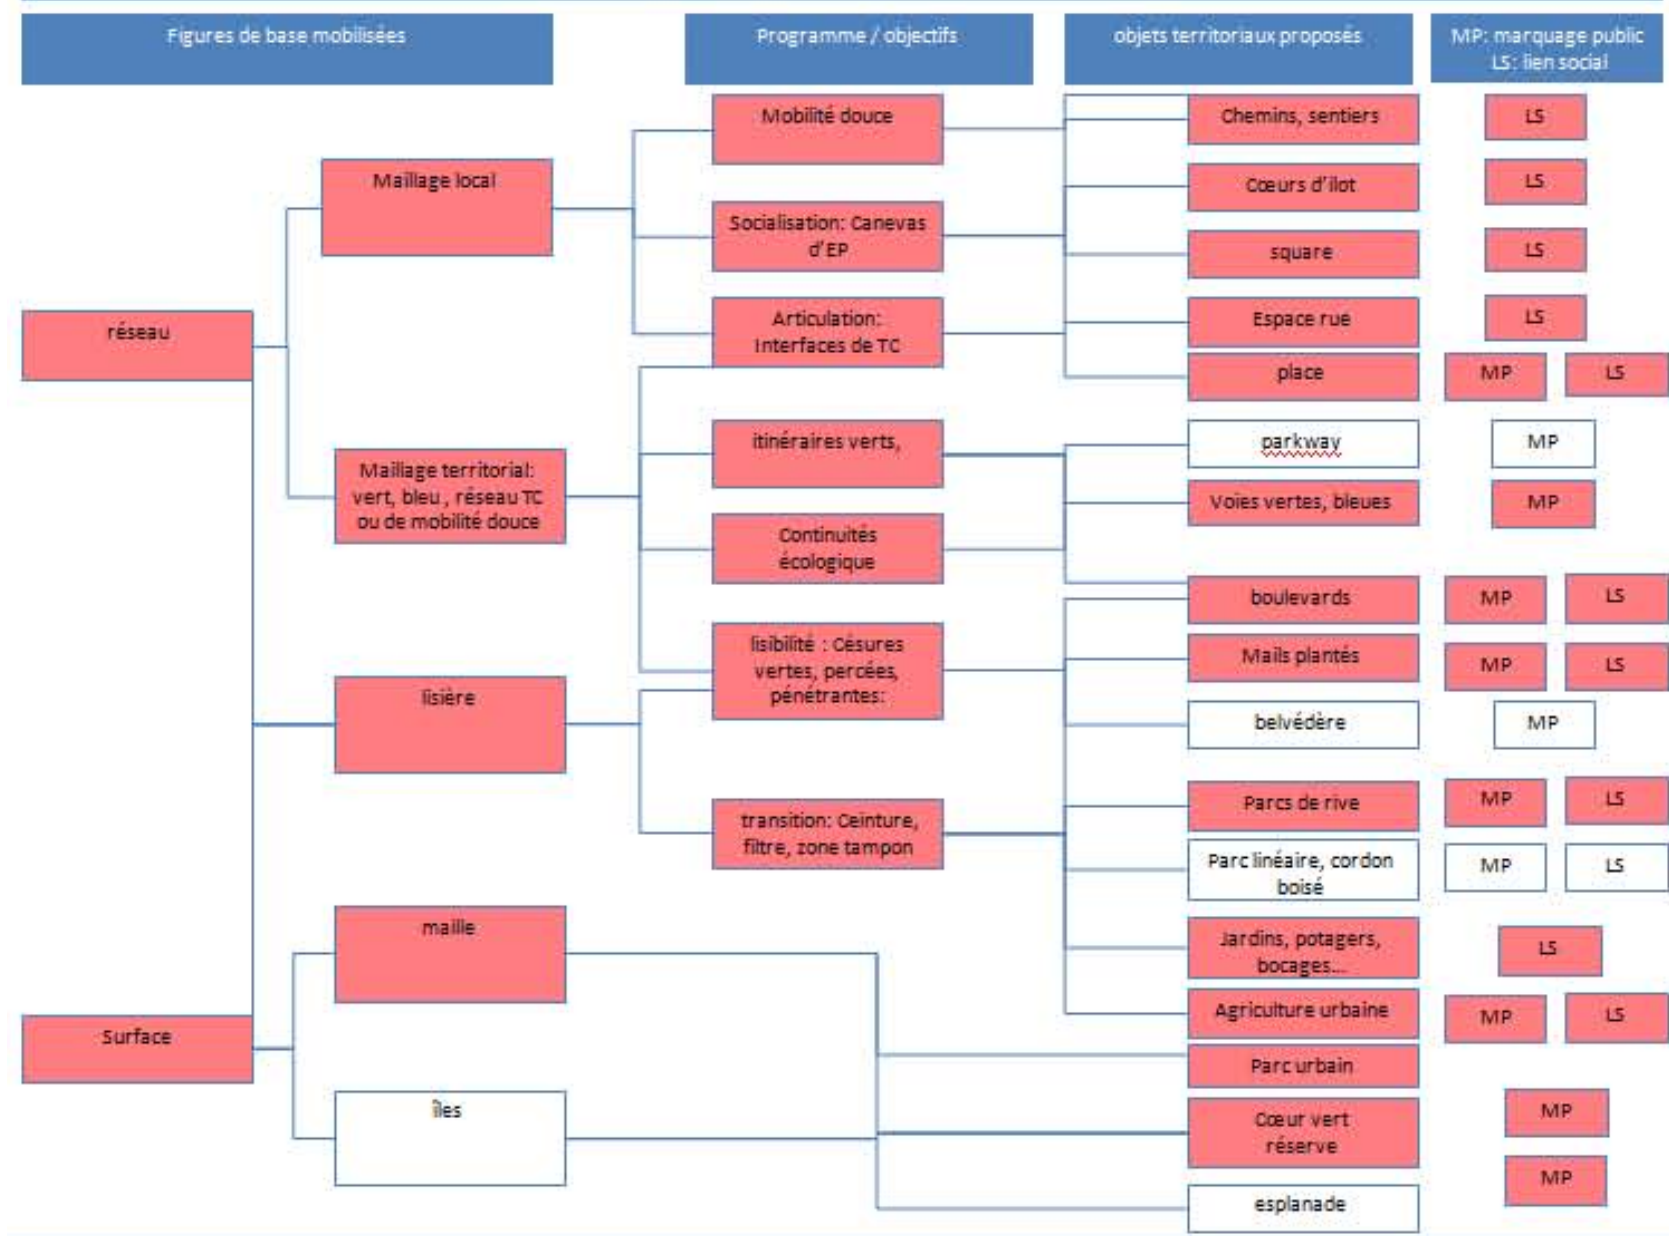 Figures de base mobilisées
Programme / objectifs
objets territoriaux proposés
MP: marquage public
LS: lien social
réseau
Maillage local
Maillage territorial:
vert, bleu , réseau TC
ou de mobilité douce
lisière
Surface
maille
îles
Mobilité douce
Socialisation: Canevas
d'EP
Articulation:
Interfaces de TC
itinéraires verts,
Continuités
écologique
lisibilité : Césures
vertes, percées,
pénétrantes:
transition: Ceinture,
filtre, zone tampon
Chemins, sentiers
LS
Cœurs d'ilot
LS
square
LS
Espace rue
LS
place
MP
LS
parkway
MP
Voies vertes, bleues
MP
boulevards
MP
LS
Mails plantés
MP
LS
belvédère
MP
Parcs de rive
MP
LS
Parc linéaire, cordon
boisé
MP
LS
Jardins, potagers,
bocages...
LS
Agriculture urbaine
MP
LS
Parc urbain
Cœur vert
réserve
MP
esplanade
MP